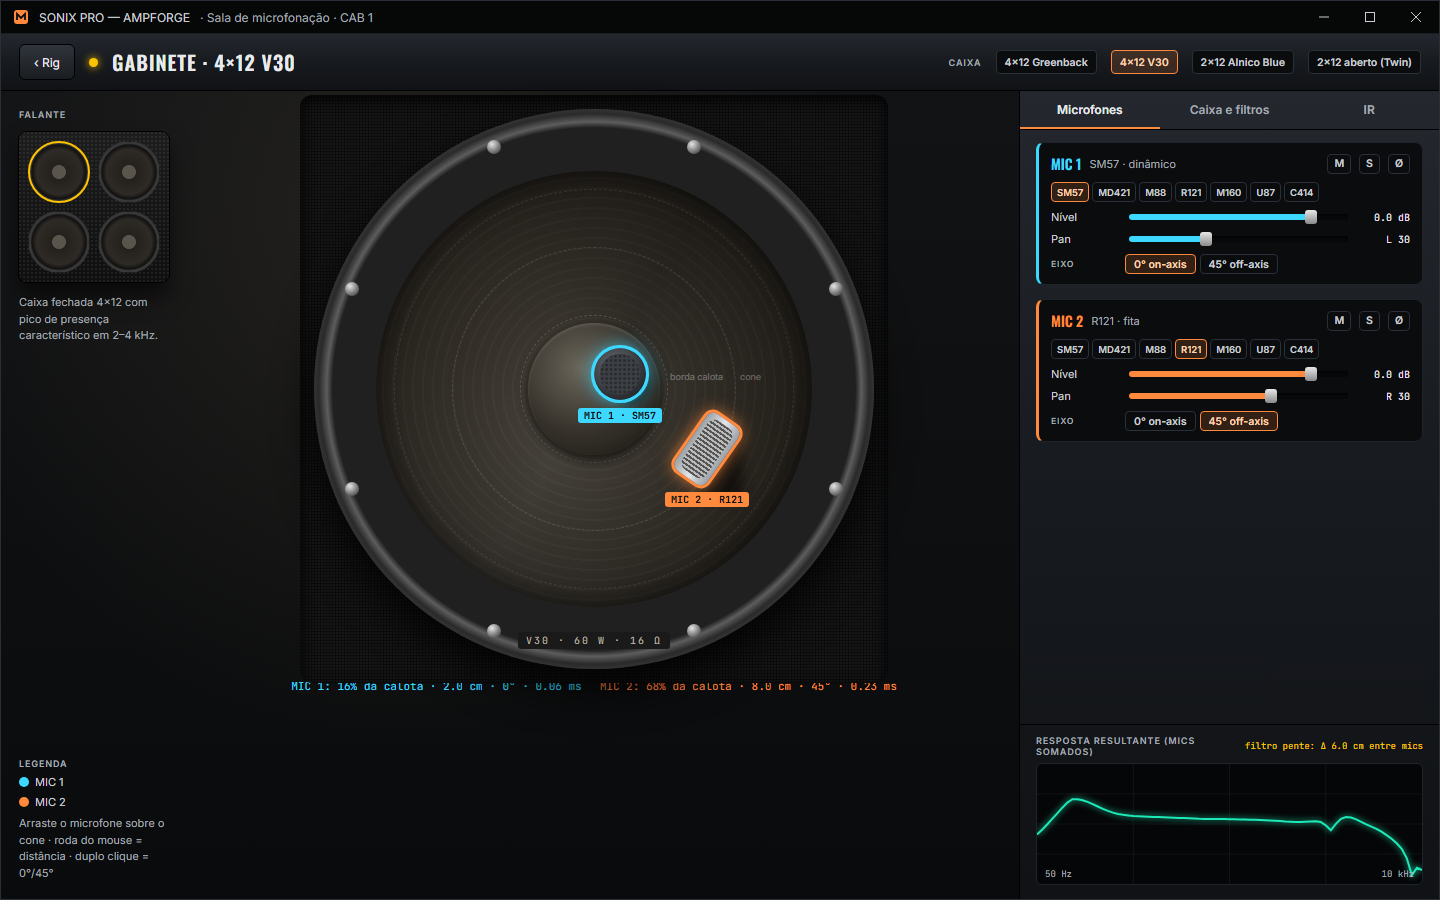 SONIX PRO — AMPFORGE · Sala de microfonação · CAB 1
‹ Rig
GABINETE · 4×12 V30
CAIXA
4×12 Greenback
4×12 V30
2×12 Alnico Blue
2×12 aberto (Twin)
FALANTE
Caixa fechada 4×12 com
pico de presença
característico em 2–4 kHz.
borda calota
cone
MIC 1 · SM57
MIC 2 · R121
V30 · 60 W · 16 Ω
MIC 1: 16% da calota · 2.0 cm · 0° · 0.06 ms
MIC 2: 68% da calota · 8.0 cm · 45° · 0.23 ms
LEGENDA
MIC 1
MIC 2
Arraste o microfone sobre o
cone · roda do mouse =
distância · duplo clique =
0°/45°
Microfones
Caixa e filtros
IR
MIC 1 SM57 · dinâmico
M S Ø
SM57 MD421 M88 R121 M160 U87 C414
Nível 0.0 dB
Pan L 30
EIXO 0° on-axis 45° off-axis
MIC 2 R121 · fita
M S Ø
SM57 MD421 M88 R121 M160 U87 C414
Nível 0.0 dB
Pan R 30
EIXO 0° on-axis 45° off-axis
RESPOSTA RESULTANTE (MICS
SOMADOS)
filtro pente: Δ 6.0 cm entre mics
50 Hz
10 kHz